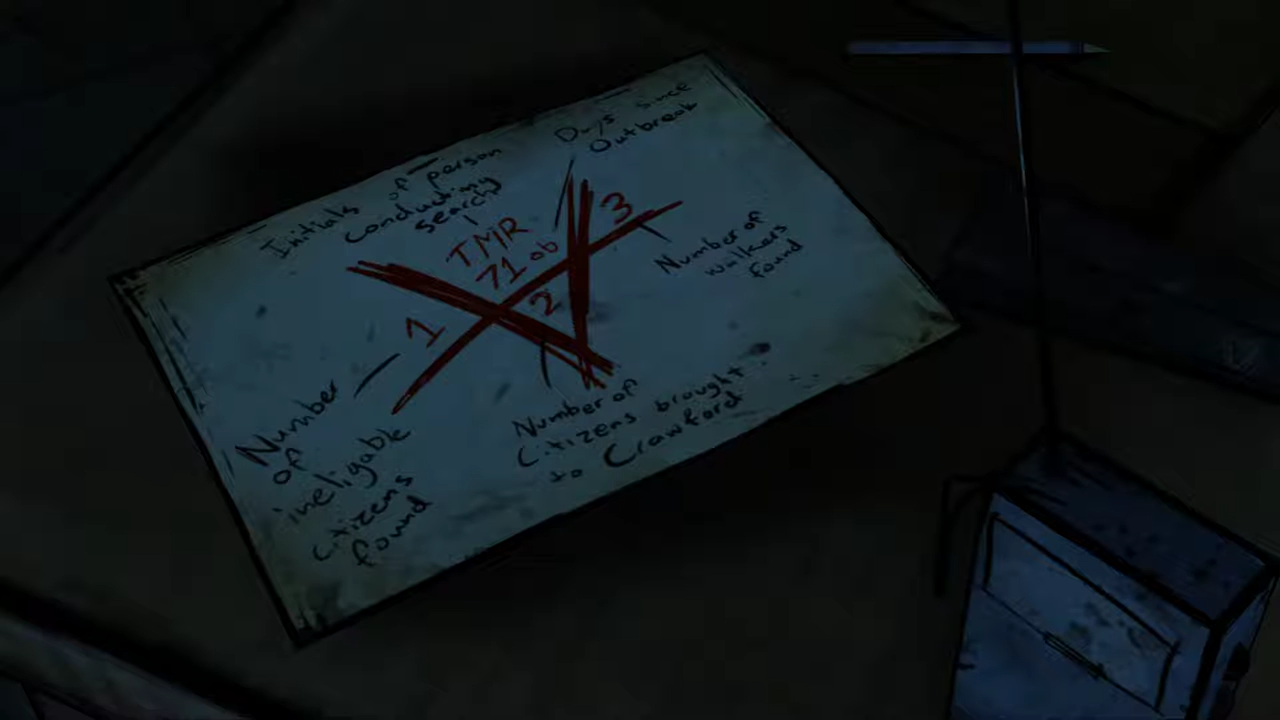 Days since
Outbreak
Initials of person
conducting
search
TMR
71 ob
3
1
2
Number of
walkers
found
Number
of
ineligable
citizens
found
Number of
Citizens brought
to Crawford